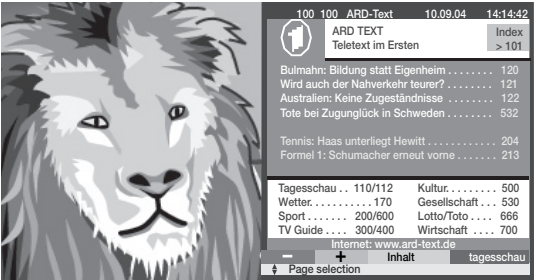 100 100 ARD-Text 10.09.04 14:14:42
1
ARD TEXT Index
Teletext im Ersten > 101
Bulmahn: Bildung statt Eigenheim . . . . . . . . 120
Wird auch der Nahverkehr teurer? . . . . . . . . 121
Australien: Keine Zugeständnisse . . . . . . . . 122
Tote bei Zugunglück in Schweden . . . . . . . . 532
Tennis: Haas unterliegt Hewitt . . . . . . . . . . . 204
Formel 1: Schumacher erneut vorne . . . . . . . 213
Tagesschau . . 110/112 Kultur. . . . . . . . 500
Wetter. . . . . . . . . . 170 Gesellschaft . . . 530
Sport . . . . . . . 200/600 Lotto/Toto . . . . 666
TV Guide . . . . 300/400 Wirtschaft . . . . 700
Internet: www.ard-text.de
− + Inhalt tagesschau
Page selection